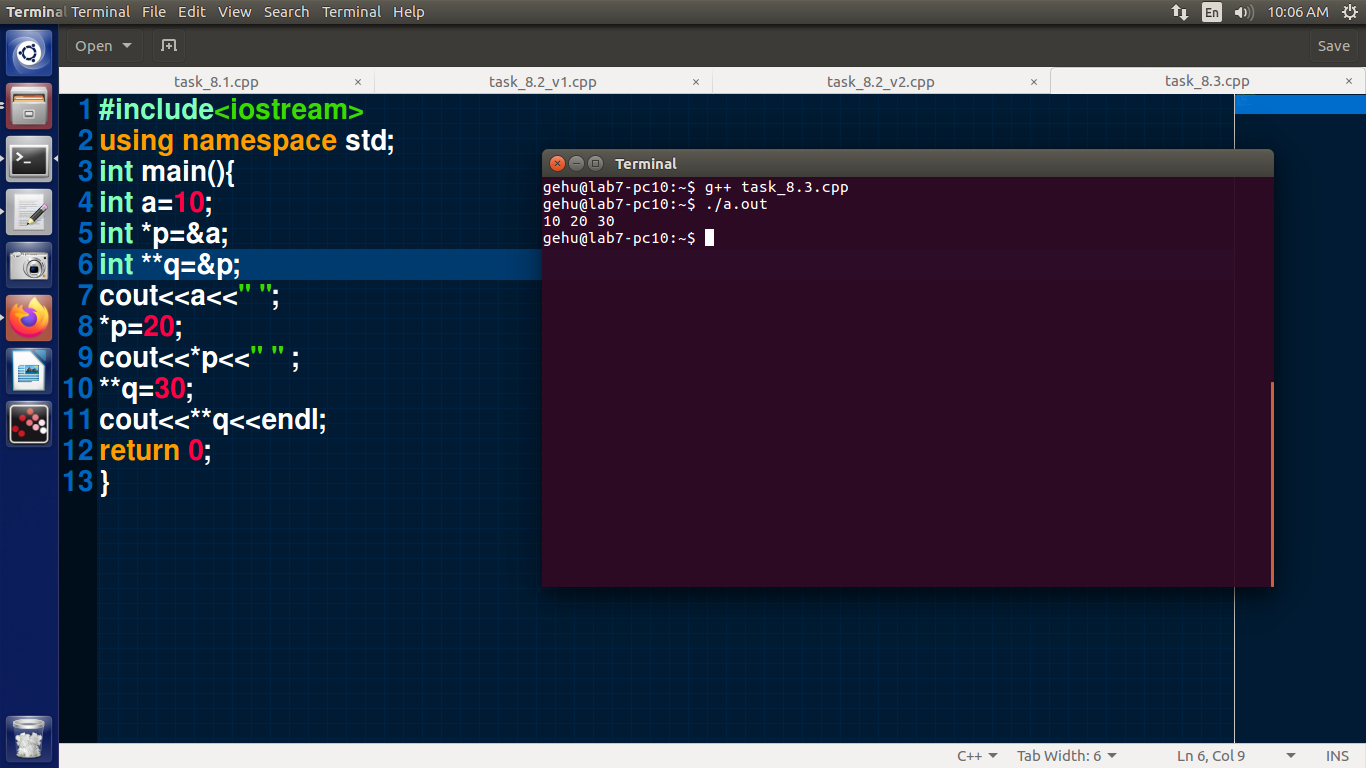 Terminal Terminal File Edit View Search Terminal Help En 10:06 AM
Open Save
task_8.1.cpp × task_8.2_v1.cpp × task_8.2_v2.cpp × task_8.3.cpp ×
1 #include<iostream>
2 using namespace std;
3 int main(){
4 int a=10;
5 int *p=&a;
6 int **q=&p;
7 cout<<a<<" ";
8 *p=20;
9 cout<<*p<<" " ;
10 **q=30;
11 cout<<**q<<endl;
12 return 0;
13 }
Terminal
gehu@lab7-pc10:~$ g++ task_8.3.cpp
gehu@lab7-pc10:~$ ./a.out
10 20 30
gehu@lab7-pc10:~$
C++ Tab Width: 6 Ln 6, Col 9 INS